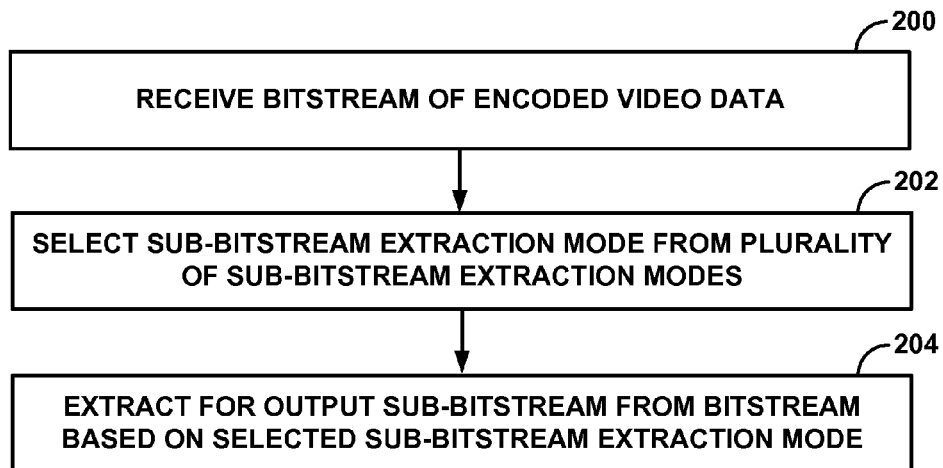 200
RECEIVE BITSTREAM OF ENCODED VIDEO DATA
202
SELECT SUB-BITSTREAM EXTRACTION MODE FROM PLURALITY
OF SUB-BITSTREAM EXTRACTION MODES
204
EXTRACT FOR OUTPUT SUB-BITSTREAM FROM BITSTREAM
BASED ON SELECTED SUB-BITSTREAM EXTRACTION MODE